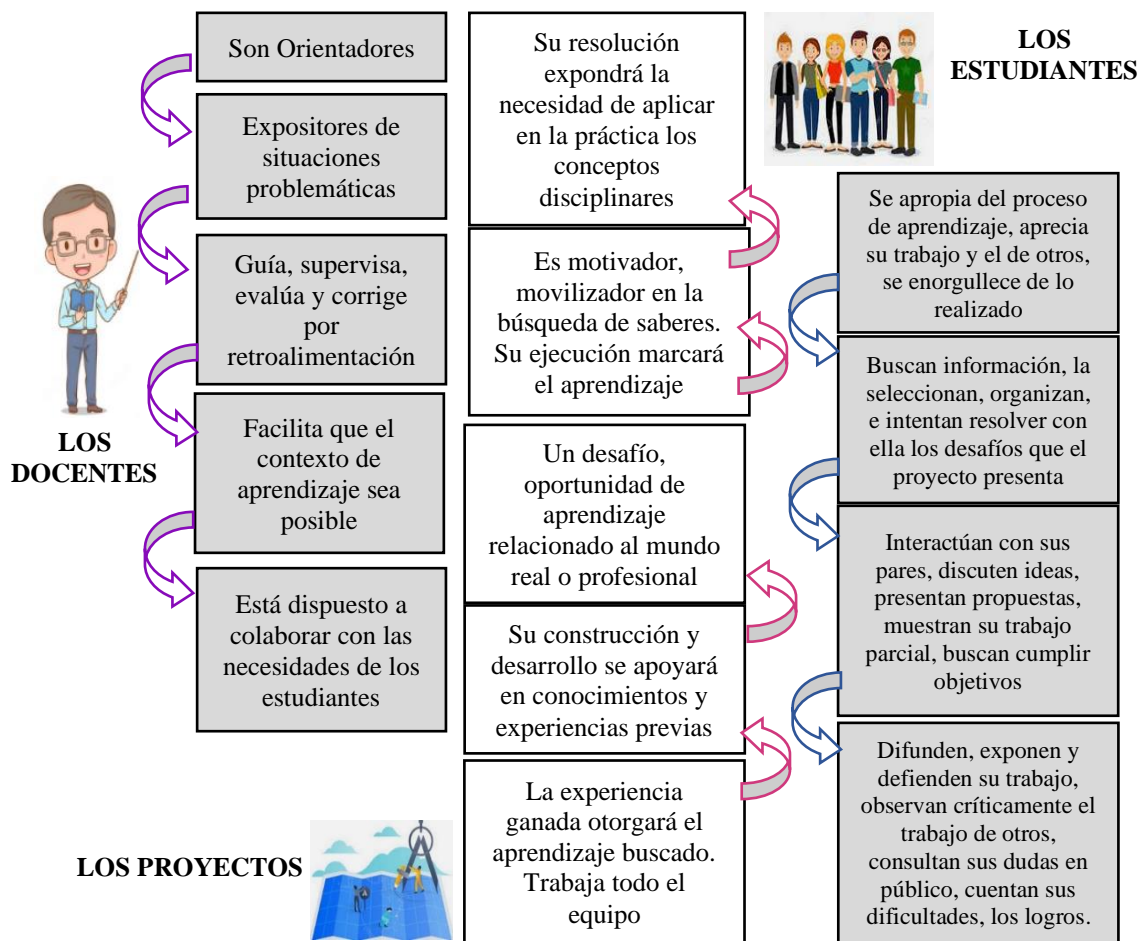 LOS
DOCENTES
Son Orientadores
Expositores de
situaciones
problemáticas
Guía, supervisa,
evalúa y corrige
por
retroalimentación
Facilita que el
contexto de
aprendizaje sea
posible
Está dispuesto a
colaborar con las
necesidades de los
estudiantes
Su resolución
expondrá la
necesidad de aplicar
en la práctica los
conceptos
disciplinares
Es motivador,
movilizador en la
búsqueda de saberes.
Su ejecución marcará
el aprendizaje
Un desafío,
oportunidad de
aprendizaje
relacionado al mundo
real o profesional
Su construcción y
desarrollo se apoyará
en conocimientos y
experiencias previas
La experiencia
ganada otorgará el
aprendizaje buscado.
Trabaja todo el
equipo
LOS PROYECTOS
LOS
ESTUDIANTES
Se apropia del proceso
de aprendizaje, aprecia
su trabajo y el de otros,
se enorgullece de lo
realizado
Buscan información, la
seleccionan, organizan,
e intentan resolver con
ella los desafíos que el
proyecto presenta
Interactúan con sus
pares, discuten ideas,
presentan propuestas,
muestran su trabajo
parcial, buscan cumplir
objetivos
Difunden, exponen y
defienden su trabajo,
observan críticamente el
trabajo de otros,
consultan sus dudas en
público, cuentan sus
dificultades, los logros.